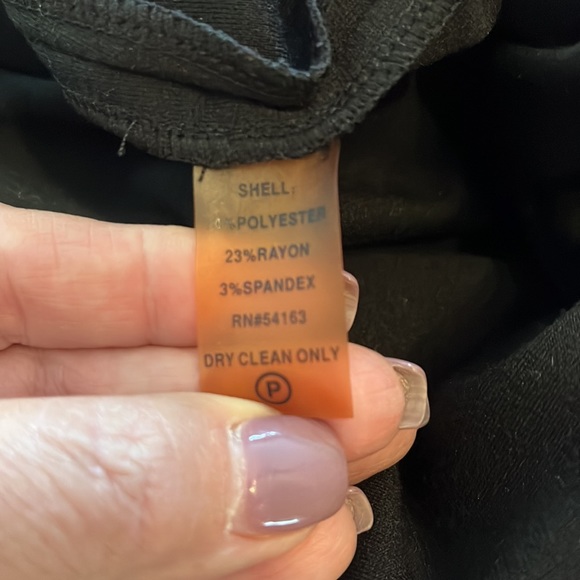 SHELL:
%POLYESTER
23%RAYON
3%SPANDEX
RN#54163
DRY CLEAN ONLY
P